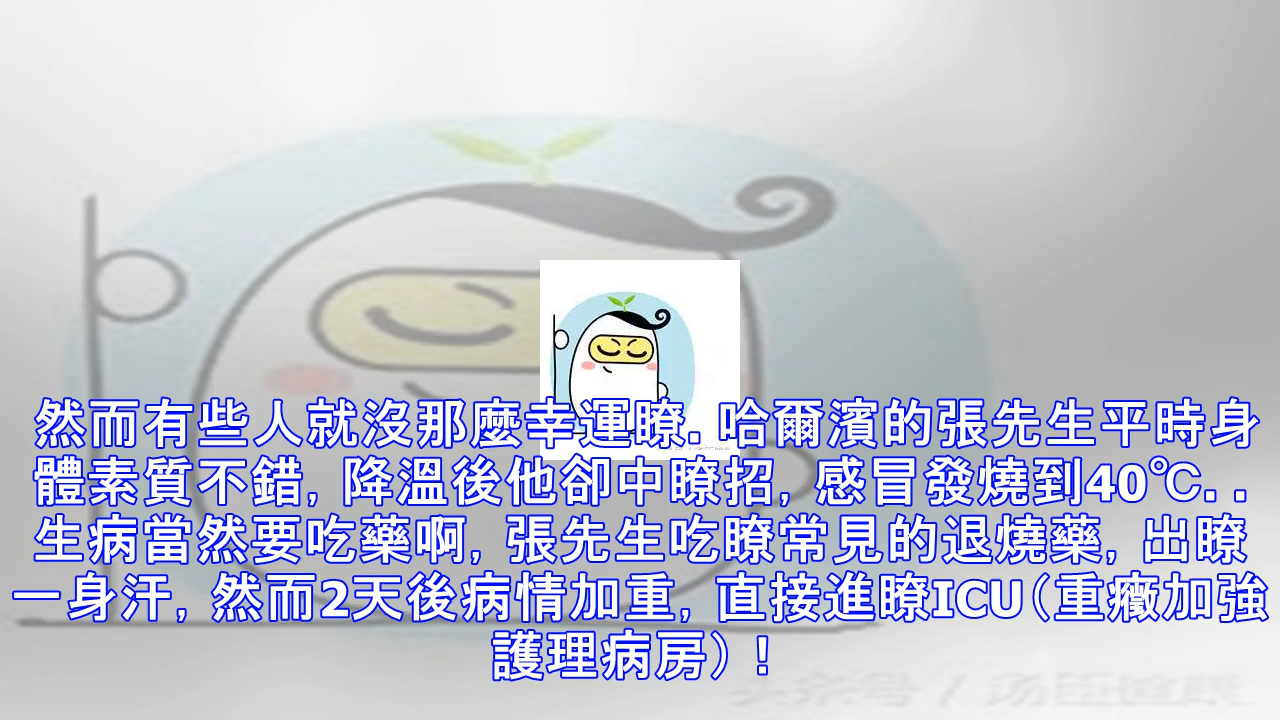 然而有些人就沒那麼幸運瞭.哈爾濱的張先生平時身
體素質不錯, 降溫後他卻中瞭招, 感冒發燒到40℃..
生病當然要吃藥啊, 張先生吃瞭常見的退燒藥, 出瞭
一身汗, 然而2天後病情加重, 直接進瞭ICU(重癥加強
護理病房)!